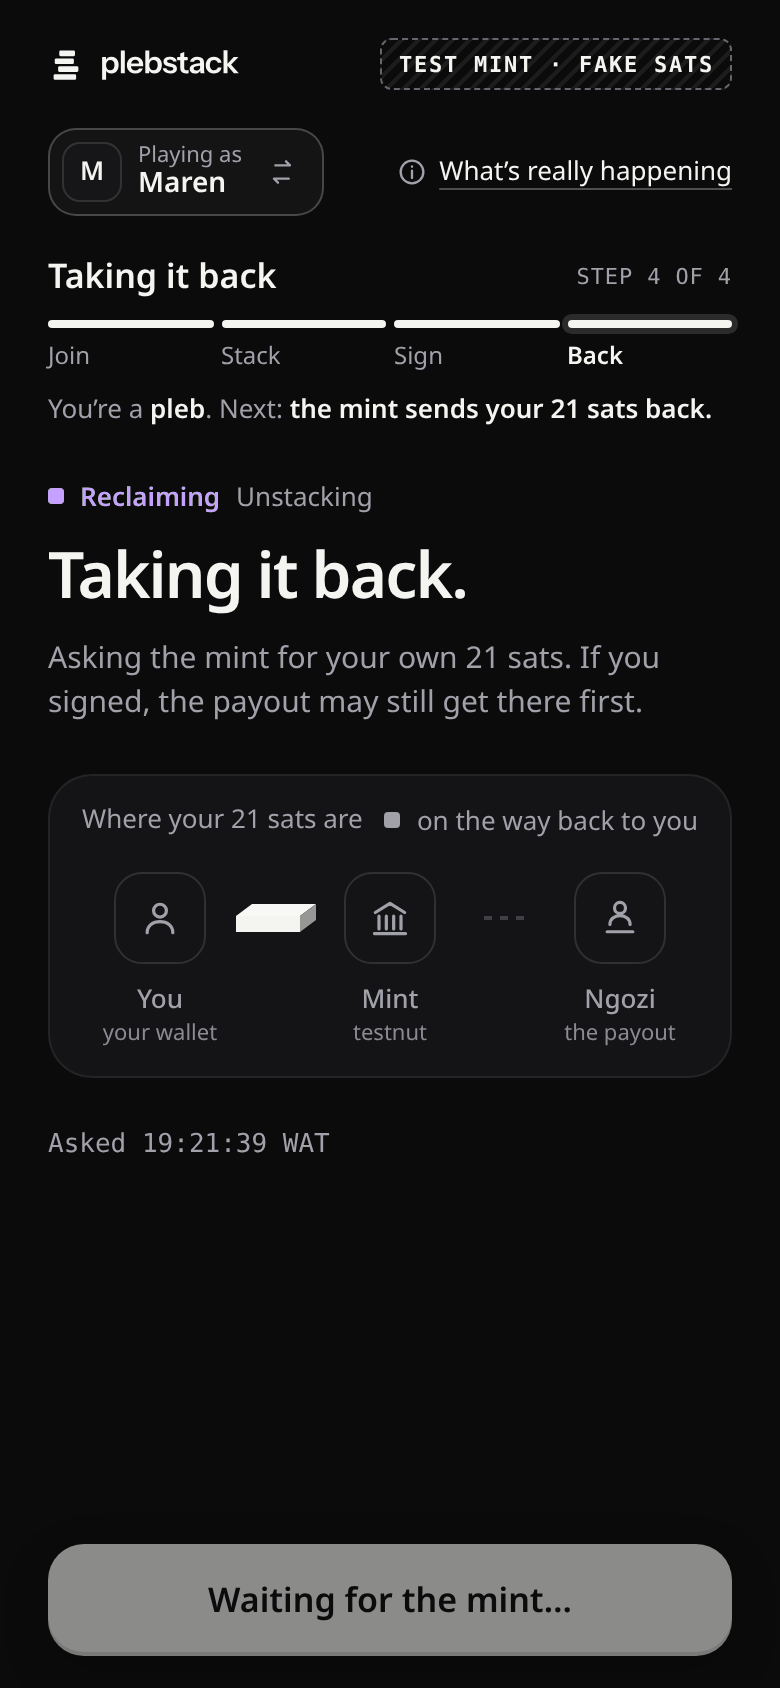 plebstack
TEST MINT · FAKE SATS
M
Playing as
Maren
What’s really happening
Taking it back
STEP 4 OF 4
Join
Stack
Sign
Back
You’re a pleb. Next: the mint sends your 21 sats back.
Reclaiming Unstacking
Taking it back.
Asking the mint for your own 21 sats. If you
signed, the payout may still get there first.
Where your 21 sats are
on the way back to you
You
your wallet
Mint
testnut
Ngozi
the payout
Asked 19:21:39 WAT
Waiting for the mint…